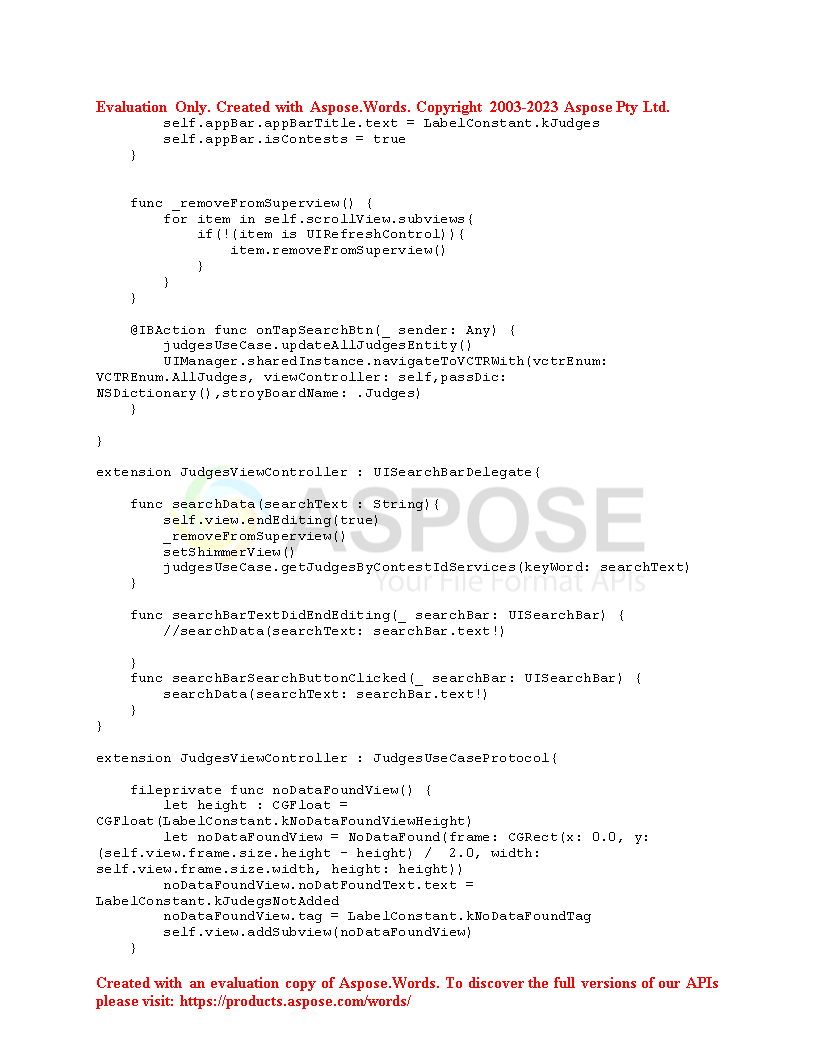 Evaluation Only. Created with Aspose.Words. Copyright 2003-2023 Aspose Pty Ltd.
        self.appBar.appBarTitle.text = LabelConstant.kJudges
        self.appBar.isContests = true
    }
    func _removeFromSuperview() {
        for item in self.scrollView.subviews{
            if(!(item is UIRefreshControl)){
                item.removeFromSuperview()
            }
        }
    }
    @IBAction func onTapSearchBtn(_ sender: Any) {
        judgesUseCase.updateAllJudgesEntity()
        UIManager.sharedInstance.navigateToVCTRWith(vctrEnum:
VCTREnum.AllJudges, viewController: self,passDic:
NSDictionary(),stroyBoardName: .Judges)
    }
}
extension JudgesViewController : UISearchBarDelegate{
    func searchData(searchText : String){
        self.view.endEditing(true)
        _removeFromSuperview()
        setShimmerView()
        judgesUseCase.getJudgesByContestIdServices(keyWord: searchText)
    }
ASPOSE
Your File Format APIs
    func searchBarTextDidEndEditing(_ searchBar: UISearchBar) {
        //searchData(searchText: searchBar.text!)
    }
    func searchBarSearchButtonClicked(_ searchBar: UISearchBar) {
        searchData(searchText: searchBar.text!)
    }
}
extension JudgesViewController : JudgesUseCaseProtocol{
    fileprivate func noDataFoundView() {
        let height : CGFloat =
CGFloat(LabelConstant.kNoDataFoundViewHeight)
        let noDataFoundView = NoDataFound(frame: CGRect(x: 0.0, y:
(self.view.frame.size.height - height) /  2.0, width:
self.view.frame.size.width, height: height))
        noDataFoundView.noDatFoundText.text =
LabelConstant.kJudegsNotAdded
        noDataFoundView.tag = LabelConstant.kNoDataFoundTag
        self.view.addSubview(noDataFoundView)
    }
Created with an evaluation copy of Aspose.Words. To discover the full versions of our APIs
please visit: https://products.aspose.com/words/